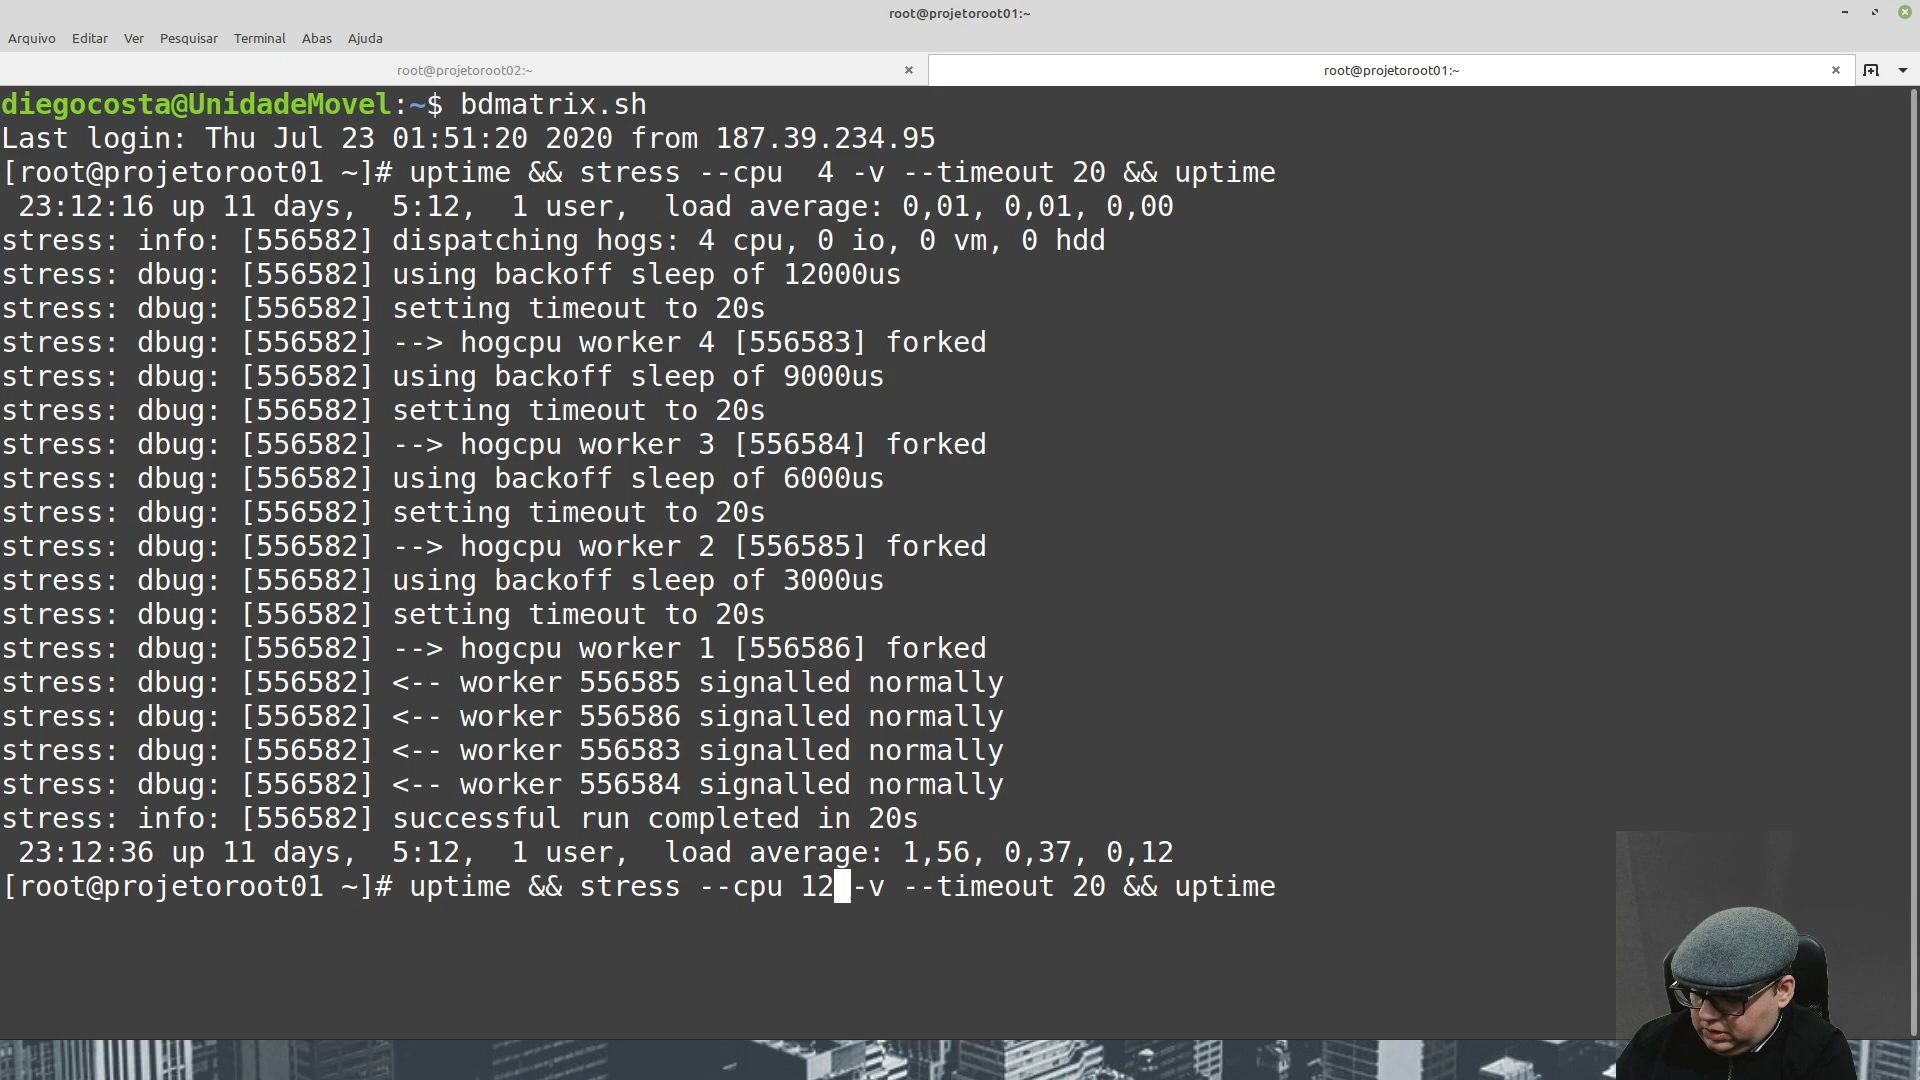 root@projetoroot01:~
Arquivo Editar Ver Pesquisar Terminal Abas Ajuda
root@projetoroot02:~ root@projetoroot01:~
diegocosta@UnidadeMovel:~$ bdmatrix.sh
Last login: Thu Jul 23 01:51:20 2020 from 187.39.234.95
[root@projetoroot01 ~]# uptime && stress --cpu  4 -v --timeout 20 && uptime
 23:12:16 up 11 days,  5:12,  1 user,  load average: 0,01, 0,01, 0,00
stress: info: [556582] dispatching hogs: 4 cpu, 0 io, 0 vm, 0 hdd
stress: dbug: [556582] using backoff sleep of 12000us
stress: dbug: [556582] setting timeout to 20s
stress: dbug: [556582] --> hogcpu worker 4 [556583] forked
stress: dbug: [556582] using backoff sleep of 9000us
stress: dbug: [556582] setting timeout to 20s
stress: dbug: [556582] --> hogcpu worker 3 [556584] forked
stress: dbug: [556582] using backoff sleep of 6000us
stress: dbug: [556582] setting timeout to 20s
stress: dbug: [556582] --> hogcpu worker 2 [556585] forked
stress: dbug: [556582] using backoff sleep of 3000us
stress: dbug: [556582] setting timeout to 20s
stress: dbug: [556582] --> hogcpu worker 1 [556586] forked
stress: dbug: [556582] <-- worker 556585 signalled normally
stress: dbug: [556582] <-- worker 556586 signalled normally
stress: dbug: [556582] <-- worker 556583 signalled normally
stress: dbug: [556582] <-- worker 556584 signalled normally
stress: info: [556582] successful run completed in 20s
 23:12:36 up 11 days,  5:12,  1 user,  load average: 1,56, 0,37, 0,12
[root@projetoroot01 ~]# uptime && stress --cpu 12 -v --timeout 20 && uptime